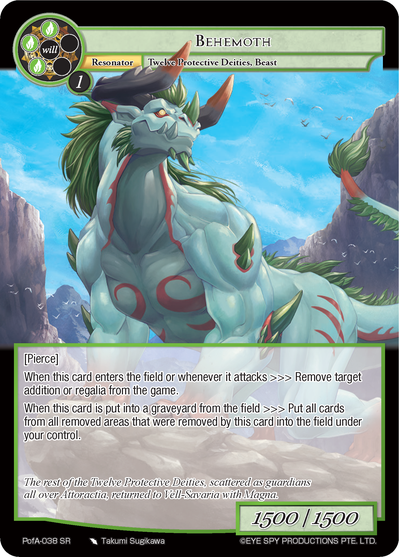 Behemoth
will
Resonator
Twelve Protective Deities, Beast
1
[Pierce]
When this card enters the field or whenever it attacks >>> Remove target
addition or regalia from the game.
When this card is put into a graveyard from the field >>> Put all cards
from all removed areas that were removed by this card into the field under
your control.
The rest of the Twelve Protective Deities, scattered as guardians
all over Attoractia, returned to Vell-Savaria with Magna.
1500 / 1500
PofA-038 SR Takumi Sugikawa ©EYE SPY PRODUCTIONS PTE. LTD.